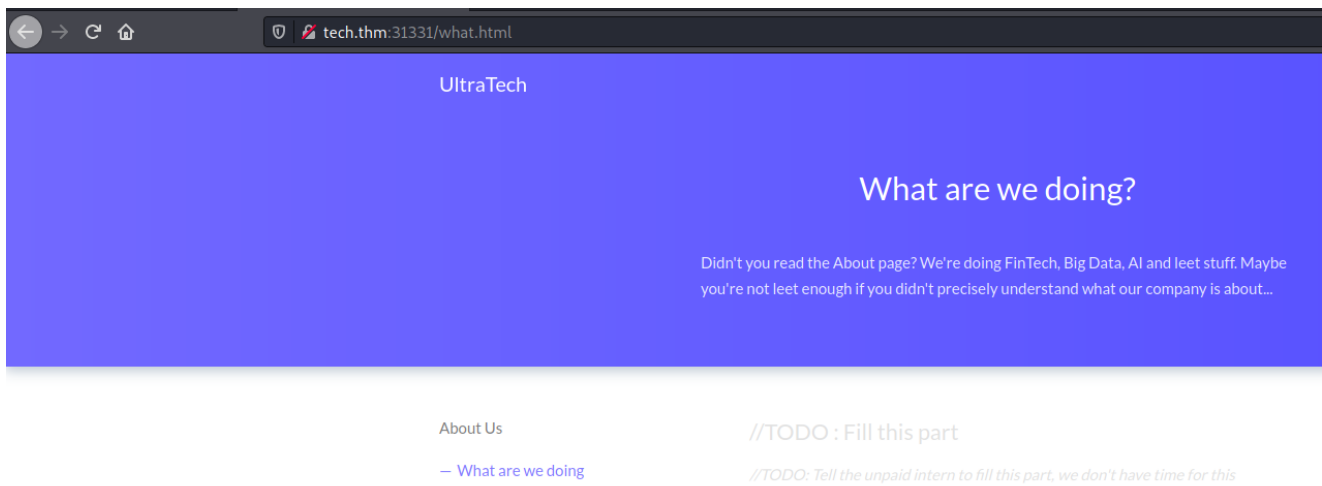 tech.thm:31331/what.html
UltraTech
What are we doing?
Didn't you read the About page? We're doing FinTech, Big Data, AI and leet stuff. Maybe
you're not leet enough if you didn't precisely understand what our company is about...
About Us
//TODO : Fill this part
— What are we doing
//TODO: Tell the unpaid intern to fill this part, we don't have time for this